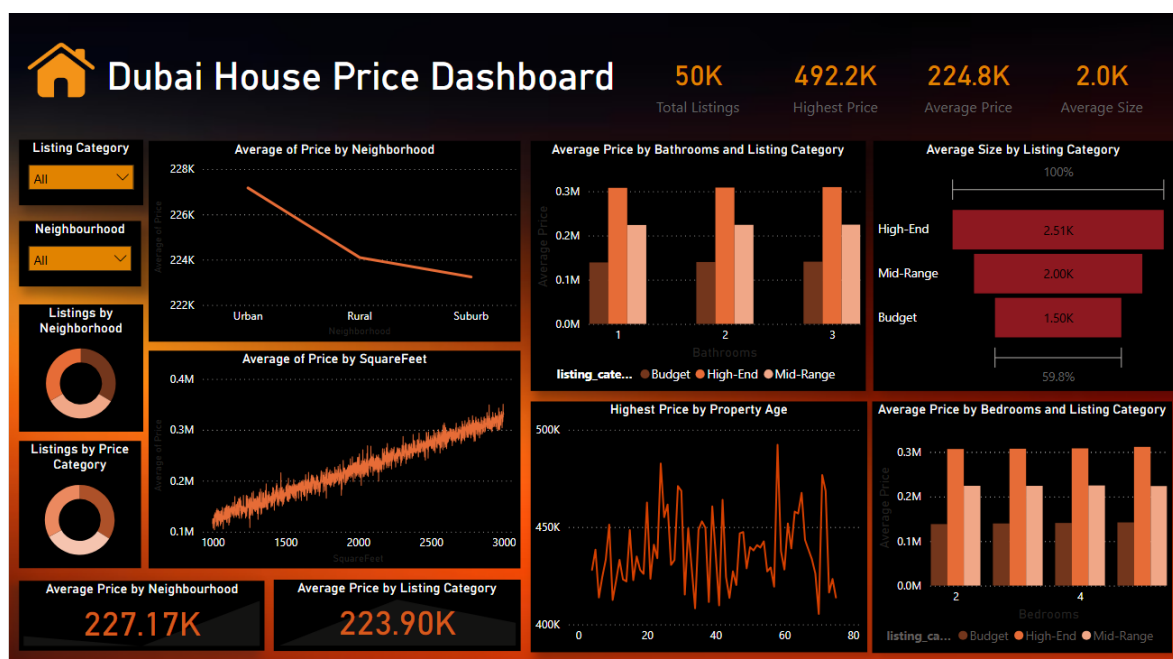 Dubai House Price Dashboard
50K
Total Listings
492.2K
Highest Price
224.8K
Average Price
2.0K
Average Size
Listing Category
All
Neighbourhood
All
Listings by
Neighborhood
Listings by Price
Category
Average of Price by Neighborhood
Average of Price
228K
226K
224K
222K
Urban
Rural
Suburb
Neighborhood
Average of Price by SquareFeet
Average of Price
0.4M
0.3M
0.2M
0.1M
1000
1500
2000
2500
3000
SquareFeet
Average Price by Bathrooms and Listing Category
Average Price
0.3M
0.2M
0.1M
0.0M
1
2
3
Bathrooms
listing_cate... Budget High-End Mid-Range
Average Size by Listing Category
100%
High-End
2.51K
Mid-Range
2.00K
Budget
1.50K
59.8%
Highest Price by Property Age
500K
450K
400K
0
20
40
60
80
Average Price by Bedrooms and Listing Category
Average Price
0.3M
0.2M
0.1M
0.0M
2
4
Bedrooms
listing_ca... Budget High-End Mid-Range
Average Price by Neighbourhood
227.17K
Average Price by Listing Category
223.90K